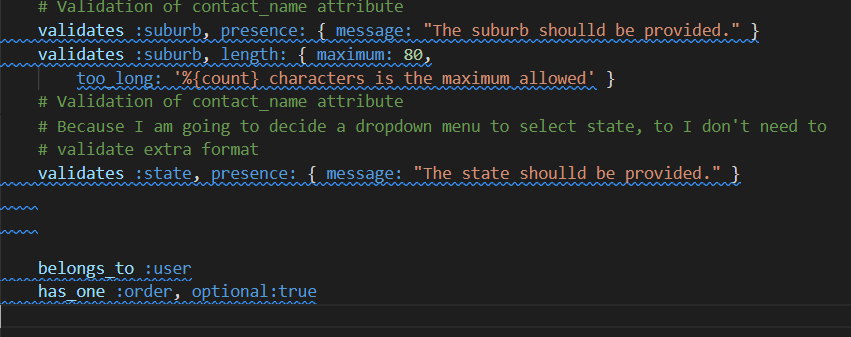 # Validation of contact_name attribute
validates :suburb, presence: { message: "The suburb shoulld be provided." }
validates :suburb, length: { maximum: 80,
too_long: '%{count} characters is the maximum allowed' }
# Validation of contact_name attribute
# Because I am going to decide a dropdown menu to select state, to I don't need to
# validate extra format
validates :state, presence: { message: "The state shoulld be provided." }
belongs_to :user
has_one :order, optional:true